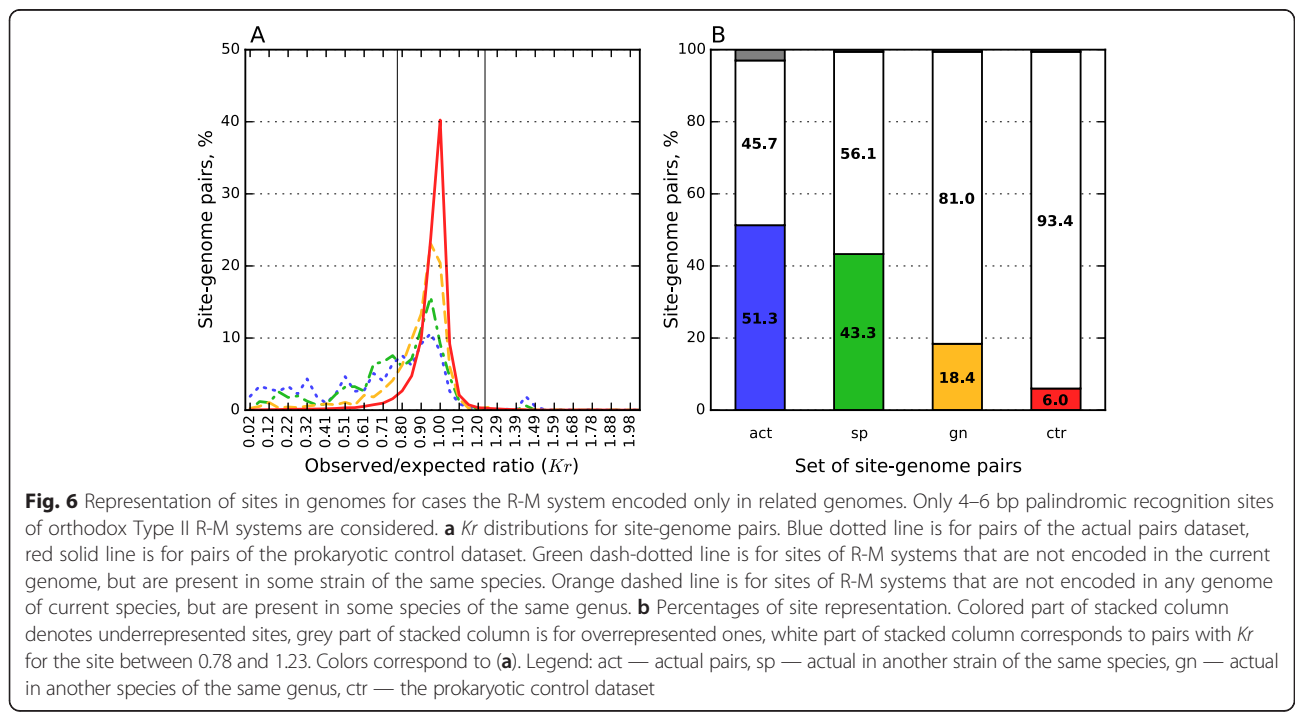 A
B
50
40
30
20
10
0
Site-genome pairs, %
0.02 0.12 0.22 0.32 0.41 0.51 0.61 0.71 0.80 0.90 1.00 1.10 1.20 1.29 1.39 1.49 1.59 1.68 1.78 1.88 1.98
Observed/expected ratio (Kr)
100
80
60
40
20
0
Site-genome pairs, %
45.7
51.3
56.1
43.3
81.0
18.4
93.4
6.0
act sp gn ctr
Set of site-genome pairs
Fig. 6 Representation of sites in genomes for cases the R-M system encoded only in related genomes. Only 4–6 bp palindromic recognition sites
of orthodox Type II R-M systems are considered. a Kr distributions for site-genome pairs. Blue dotted line is for pairs of the actual pairs dataset,
red solid line is for pairs of the prokaryotic control dataset. Green dash-dotted line is for sites of R-M systems that are not encoded in the current
genome, but are present in some strain of the same species. Orange dashed line is for sites of R-M systems that are not encoded in any genome
of current species, but are present in some species of the same genus. b Percentages of site representation. Colored part of stacked column
denotes underrepresented sites, grey part of stacked column is for overrepresented ones, white part of stacked column corresponds to pairs with Kr
for the site between 0.78 and 1.23. Colors correspond to (a). Legend: act — actual pairs, sp — actual in another strain of the same species, gn — actual
in another species of the same genus, ctr — the prokaryotic control dataset